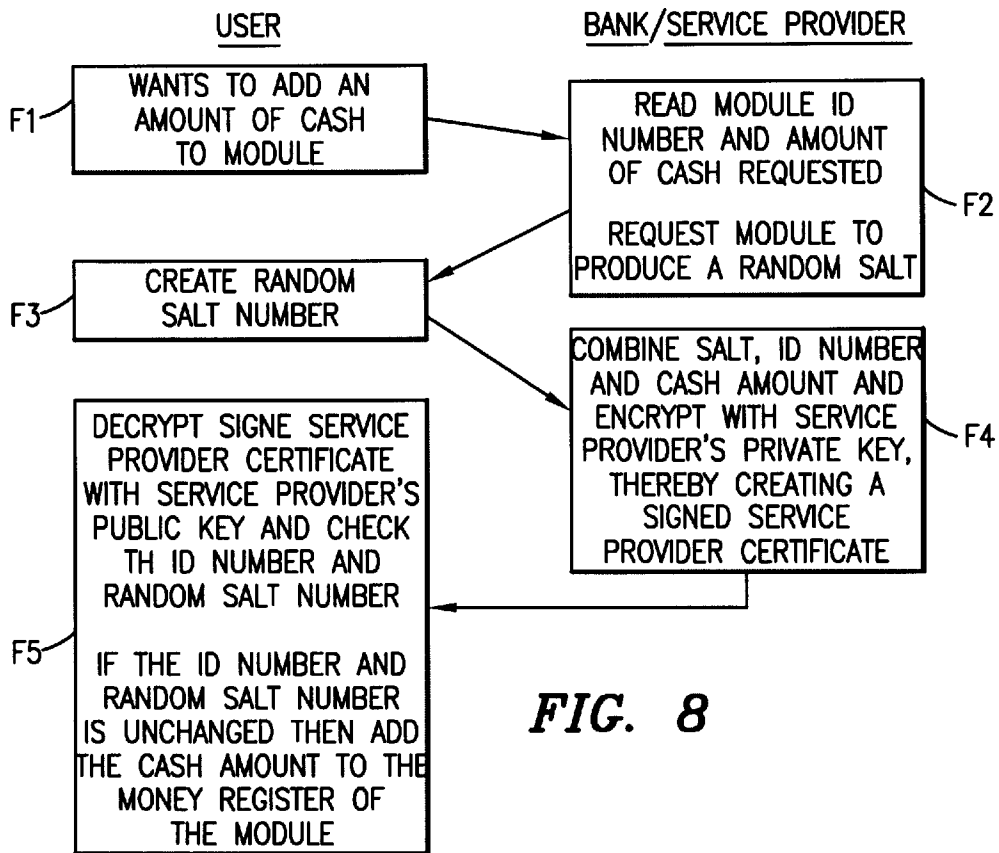 USER
BANK/SERVICE PROVIDER
F1
WANTS TO ADD AN
AMOUNT OF CASH
TO MODULE
READ MODULE ID
NUMBER AND AMOUNT
OF CASH REQUESTED
REQUEST MODULE TO
PRODUCE A RANDOM SALT
F2
F3
CREATE RANDOM
SALT NUMBER
COMBINE SALT, ID NUMBER
AND CASH AMOUNT AND
ENCRYPT WITH SERVICE
PROVIDER'S PRIVATE KEY,
THEREBY CREATING A
SIGNED SERVICE
PROVIDER CERTIFICATE
F4
F5
DECRYPT SIGNE SERVICE
PROVIDER CERTIFICATE
WITH SERVICE PROVIDER'S
PUBLIC KEY AND CHECK
TH ID NUMBER AND
RANDOM SALT NUMBER
IF THE ID NUMBER AND
RANDOM SALT NUMBER
IS UNCHANGED THEN ADD
THE CASH AMOUNT TO THE
MONEY REGISTER OF
THE MODULE
FIG. 8